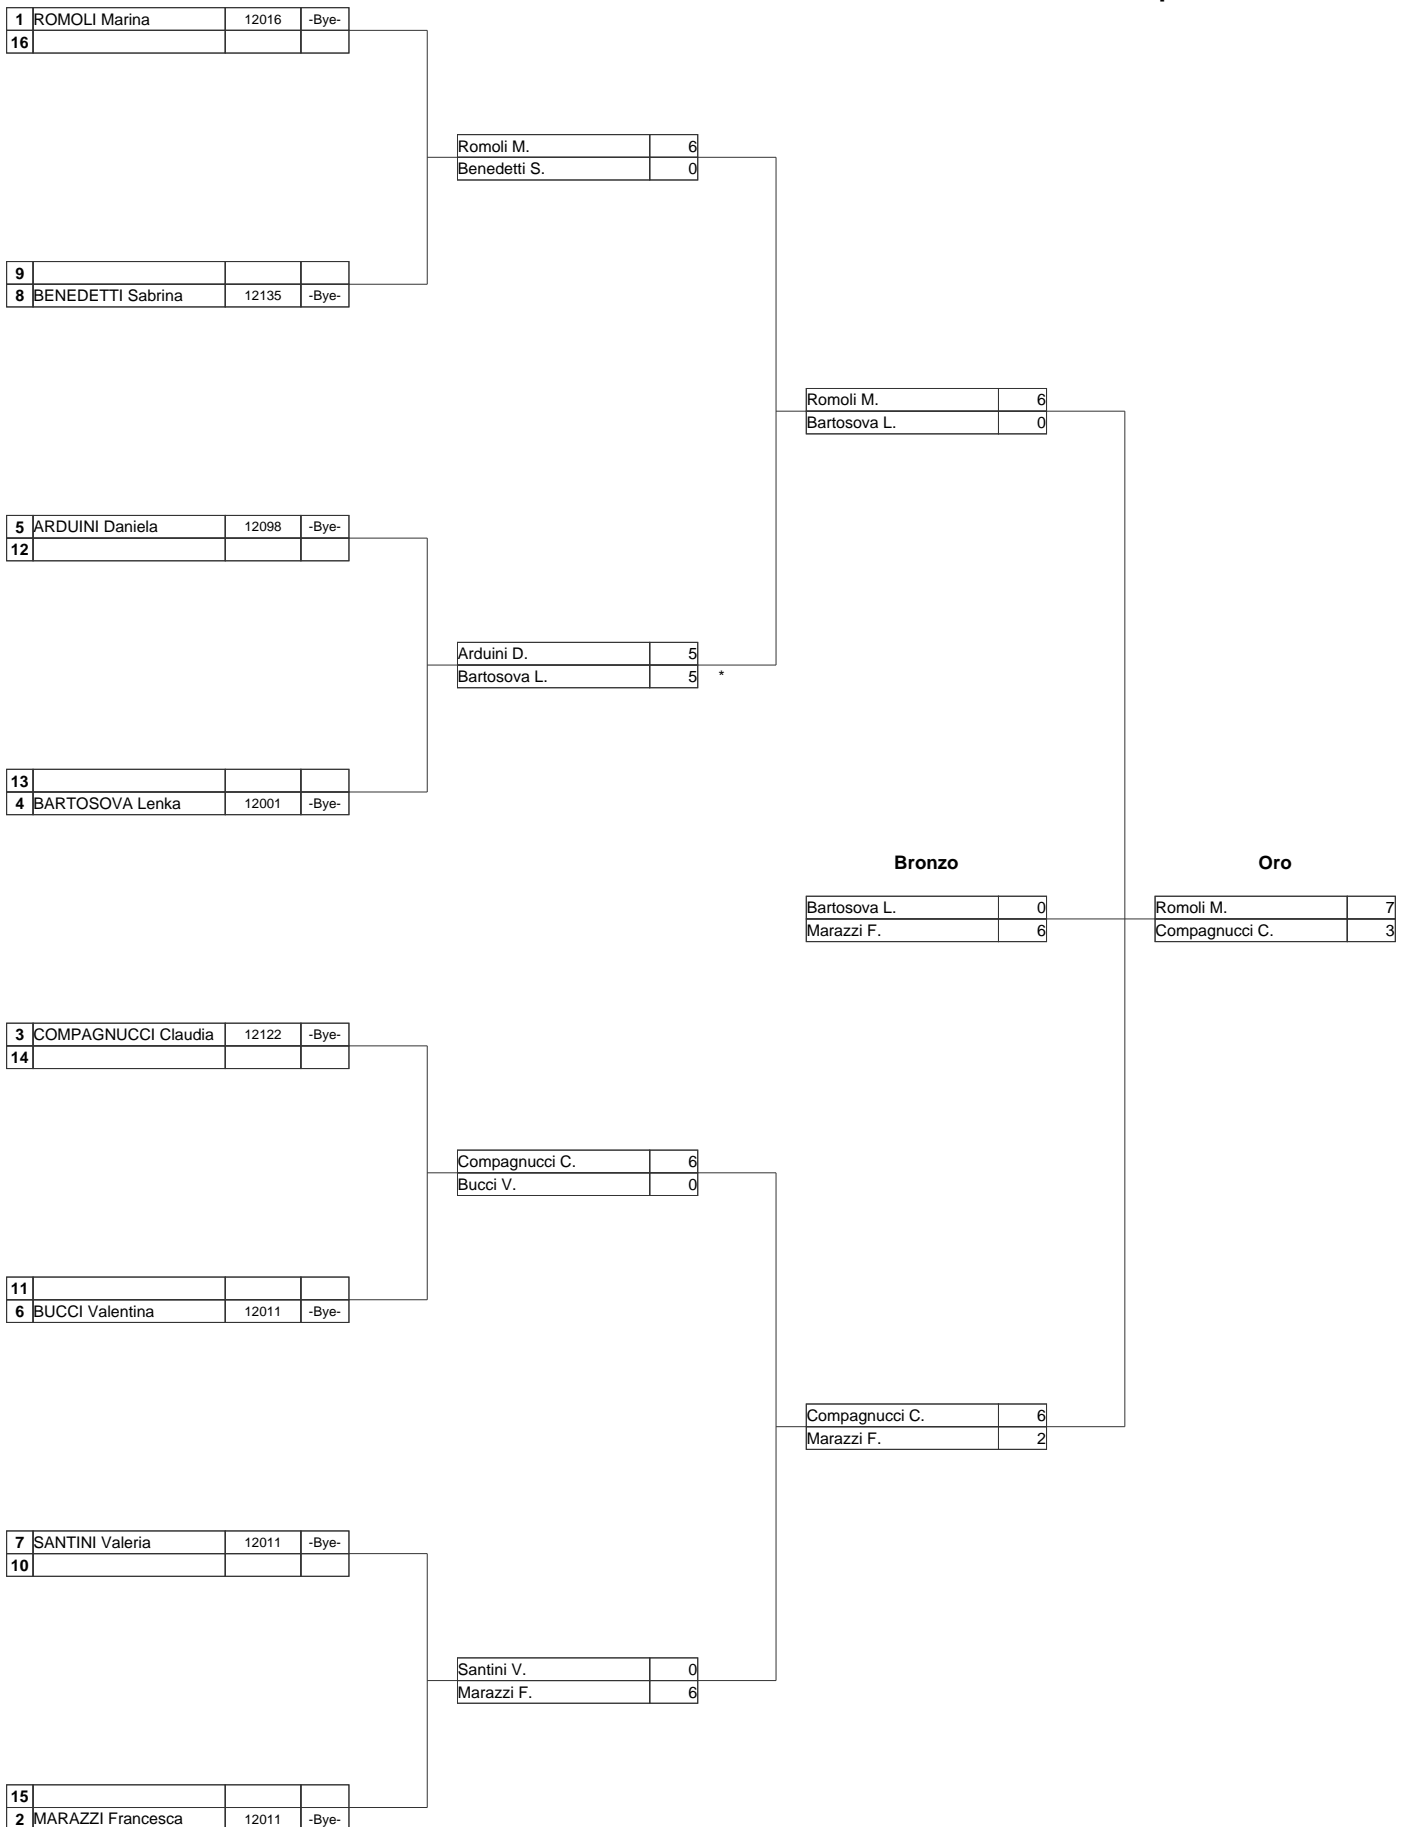 1 ROMOLI Marina 12016 -Bye-
16
Romoli M. 6
Benedetti S. 0
9
8 BENEDETTI Sabrina 12135 -Bye-
Romoli M. 6
Bartosova L. 0
5 ARDUINI Daniela 12098 -Bye-
12
Arduini D. 5
Bartosova L. 5 *
13
4 BARTOSOVA Lenka 12001 -Bye-
Bronzo Oro
Bartosova L. 0 Romoli M. 7
Marazzi F. 6 Compagnucci C. 3
3 COMPAGNUCCI Claudia 12122 -Bye-
14
Compagnucci C. 6
Bucci V. 0
11
6 BUCCI Valentina 12011 -Bye-
Compagnucci C. 6
Marazzi F. 2
7 SANTINI Valeria 12011 -Bye-
10
Santini V. 0
Marazzi F. 6
15
2 MARAZZI Francesca 12011 -Bye-